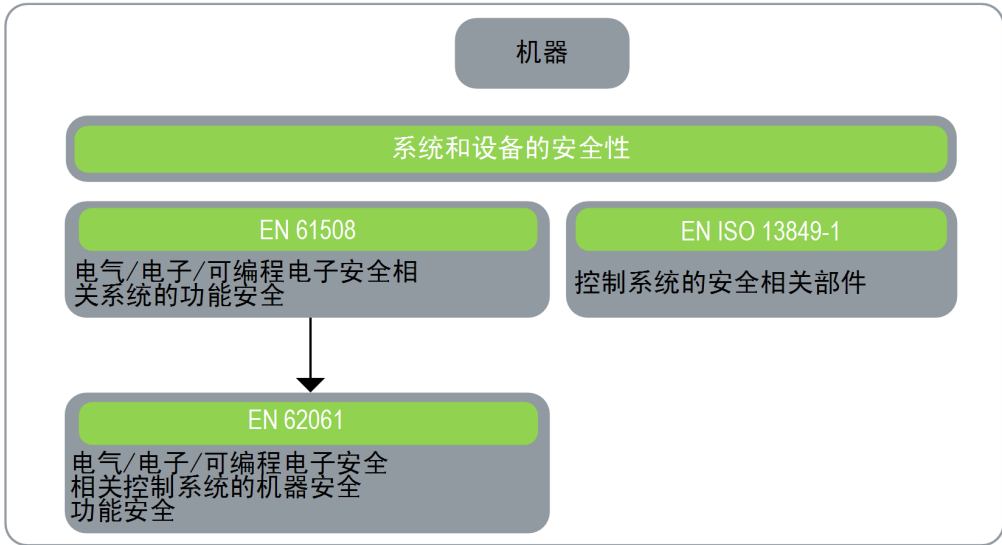 机器
系统和设备的安全性
EN 61508
电气/电子/可编程电子安全相
关系统的功能安全
EN ISO 13849-1
控制系统的安全相关部件
EN 62061
电气/电子/可编程电子安全
相关控制系统的机器安全
功能安全